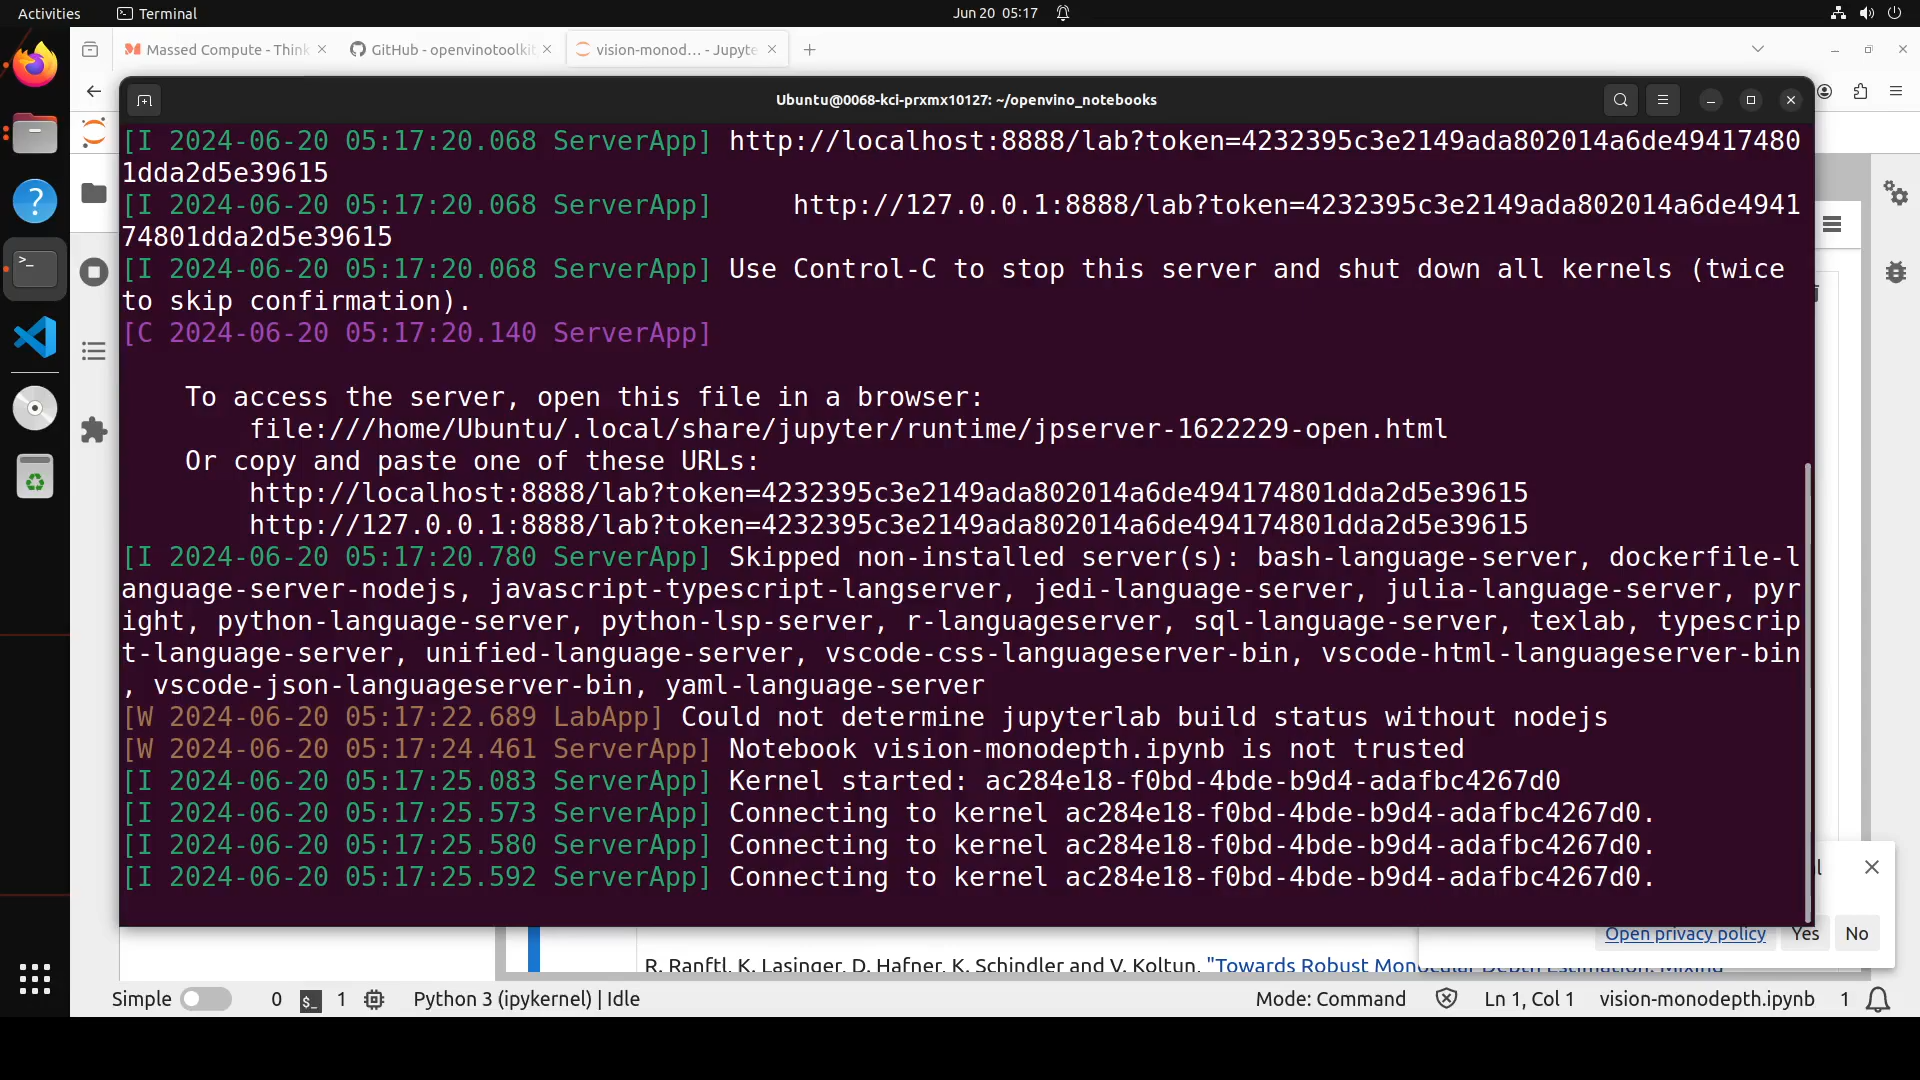 Activities
Terminal
Jun 20 05:17
Massed Compute - Think
GitHub - openvinotoolki
vision-monod... - Jupyte
Ubuntu@0068-kci-prxmx10127: ~/openvino_notebooks
[I 2024-06-20 05:17:20.068 ServerApp] http://localhost:8888/lab?token=4232395c3e2149ada802014a6de49417480
1dda2d5e39615
[I 2024-06-20 05:17:20.068 ServerApp]     http://127.0.0.1:8888/lab?token=4232395c3e2149ada802014a6de4941
74801dda2d5e39615
[I 2024-06-20 05:17:20.068 ServerApp] Use Control-C to stop this server and shut down all kernels (twice
to skip confirmation).
[C 2024-06-20 05:17:20.140 ServerApp]
To access the server, open this file in a browser:
file:///home/Ubuntu/.local/share/jupyter/runtime/jpserver-1622229-open.html
Or copy and paste one of these URLs:
http://localhost:8888/lab?token=4232395c3e2149ada802014a6de494174801dda2d5e39615
http://127.0.0.1:8888/lab?token=4232395c3e2149ada802014a6de494174801dda2d5e39615
[I 2024-06-20 05:17:20.780 ServerApp] Skipped non-installed server(s): bash-language-server, dockerfile-l
anguage-server-nodejs, javascript-typescript-langserver, jedi-language-server, julia-language-server, pyr
ight, python-language-server, python-lsp-server, r-languageserver, sql-language-server, texlab, typescrip
t-language-server, unified-language-server, vscode-css-languageserver-bin, vscode-html-languageserver-bin
, vscode-json-languageserver-bin, yaml-language-server
[W 2024-06-20 05:17:22.689 LabApp] Could not determine jupyterlab build status without nodejs
[W 2024-06-20 05:17:24.461 ServerApp] Notebook vision-monodepth.ipynb is not trusted
[I 2024-06-20 05:17:25.083 ServerApp] Kernel started: ac284e18-f0bd-4bde-b9d4-adafbc4267d0
[I 2024-06-20 05:17:25.573 ServerApp] Connecting to kernel ac284e18-f0bd-4bde-b9d4-adafbc4267d0.
[I 2024-06-20 05:17:25.580 ServerApp] Connecting to kernel ac284e18-f0bd-4bde-b9d4-adafbc4267d0.
[I 2024-06-20 05:17:25.592 ServerApp] Connecting to kernel ac284e18-f0bd-4bde-b9d4-adafbc4267d0.
Open privacy policy
Yes
No
R. Ranftl, K. Lasinger, D. Hafner, K. Schindler and V. Koltun, "Towards Robust Monocular Depth Estimation: Mixing
Simple
0
1
Python 3 (ipykernel) | Idle
Mode: Command
Ln 1, Col 1
vision-monodepth.ipynb
1